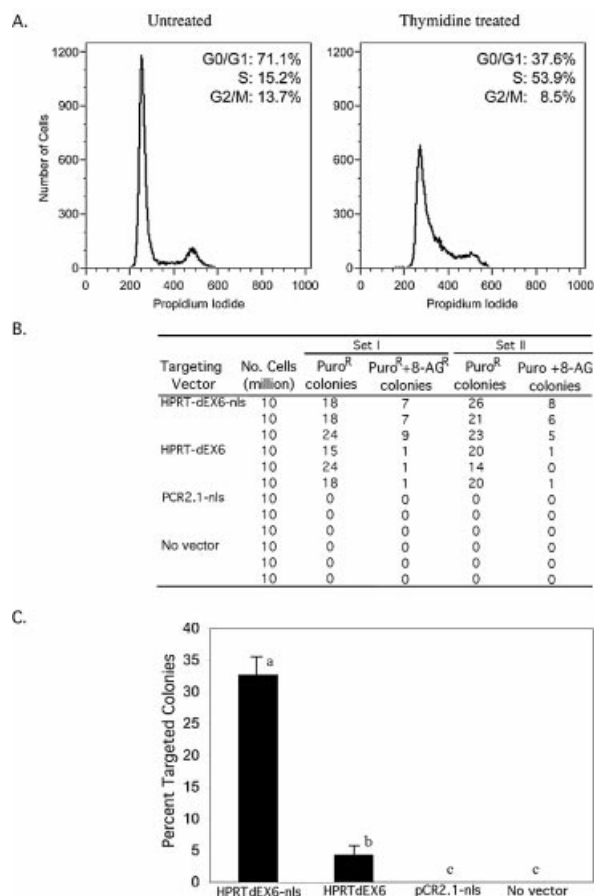 A.
Untreated
Thymidine treated
1200
900
600
300
0
Number of Cells
G0/G1: 71.1%
S: 15.2%
G2/M: 13.7%
0 200 400 600 800 1000
Propidium Iodide
1200
900
600
300
0
G0/G1: 37.6%
S: 53.9%
G2/M: 8.5%
0 200 400 600 800 1000
Propidium Iodide
B.
Set I Set II
Targeting No. Cells Puro^R Puro^R+8-AG^R Puro^R Puro +8-AG
Vector (million) colonies colonies colonies colonies
HPRT-dEX6-nls 10 18 7 26 8
10 18 7 21 6
10 24 9 23 5
HPRT-dEX6 10 15 1 20 1
10 24 1 14 0
10 18 1 20 1
PCR2.1-nls 10 0 0 0 0
10 0 0 0 0
10 0 0 0 0
No vector 10 0 0 0 0
10 0 0 0 0
10 0 0 0 0
C.
Percent Targeted Colonies
40
35
30
25
20
15
10
5
0
a
b
c
c
HPRTdEX6-nls HPRTdEX6 pCR2.1-nls No vector